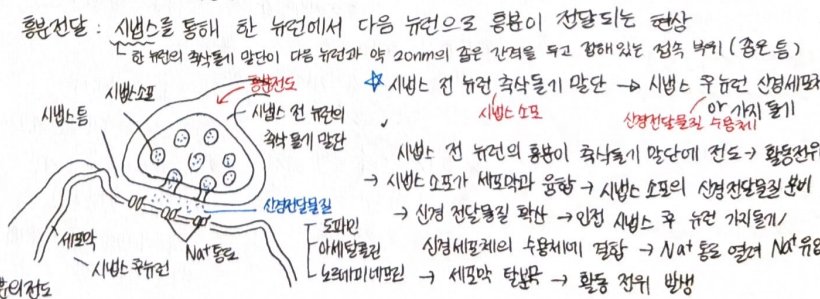 흥분전달 : 시냅스를 통해 한 뉴런에서 다음 뉴런으로 흥분이 전달되는 현상
한 뉴런의 축삭돌기 말단이 다음 뉴런과 약 20nm의 좁은 간격을 두고 접해있는 접속 부위 (좁은 틈)
☆ 시냅스 전 뉴런 축삭돌기 말단 → 시냅스 후뉴런 신경세포체
시냅스 소포
신경전달물질 수용체
or 가지돌기
흥분전도
시냅스소포
시냅스틈
시냅스 전 뉴런의
축삭돌기 말단
신경전달물질
도파민
아세틸콜린
노르에피네프린
Na+통로
세포막
시냅스후뉴런
시냅스 전 뉴런의 흥분이 축삭돌기 말단에 전도 → 활동전위
→ 시냅스 소포가 세포막과 융합 → 시냅스 소포의 신경전달물질 분비
→ 신경 전달물질 확산 → 인접 시냅스 후 뉴런 가지돌기/
신경세포체의 수용체에 결합 → Na+ 통로 열려 Na+ 유입
→ 세포막 탈분극 → 활동 전위 발생
의 전도